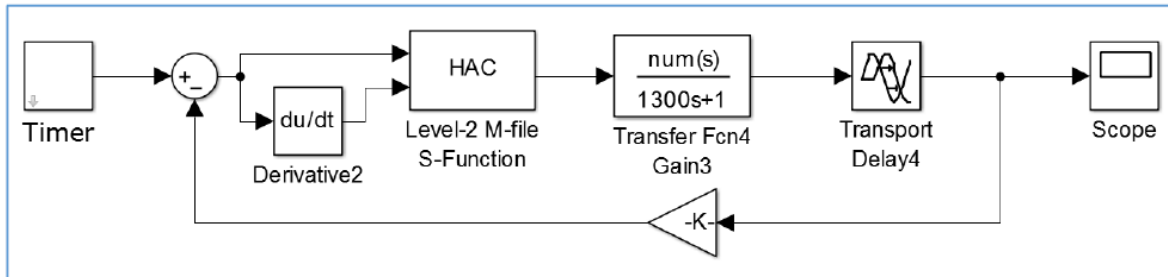 Timer
+
−
du/dt
Derivative2
HAC
Level-2 M-file
S-Function
num(s)
1300s+1
Transfer Fcn4
Gain3
Transport
Delay4
Scope
-K-